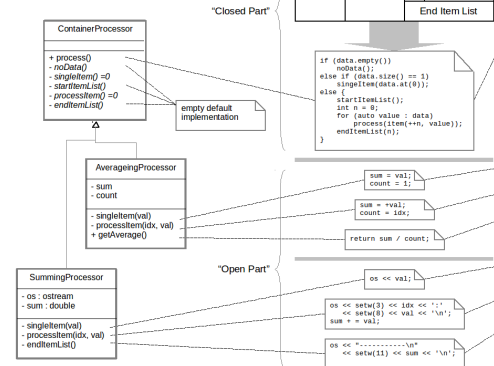 "Closed Part"
End Item List
ContainerProcessor
+ process()
- noData()
- singleItem() =0
- startItemList()
- processItem() =0
- endItemList()
empty default
implementation
if (data.empty())
noData();
else if (data.size() == 1)
singeItem(data.at(0));
else {
startItemList();
int n = 0;
for (auto value : data)
process(item(++n, value));
endItemList(n);
}
AverageingProcessor
- sum
- count
- singleItem(val)
- processItem(idx, val)
+ getAverage()
sum = val;
count = 1;
sum = +val;
count = idx;
return sum / count;
"Open Part"
SummingProcessor
- os : ostream
- sum : double
- singleItem(val)
- processItem(idx, val)
- endItemList()
os << val;
os << setw(3) << idx << ':'
<< setw(8) << val << '\n';
sum + = val;
os << "-----------\n"
<< setw(11) << sum << '\n';